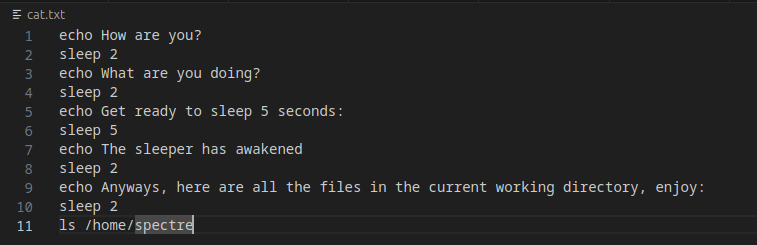 cat.txt
1 echo How are you?
2 sleep 2
3 echo What are you doing?
4 sleep 2
5 echo Get ready to sleep 5 seconds:
6 sleep 5
7 echo The sleeper has awakened
8 sleep 2
9 echo Anyways, here are all the files in the current working directory, enjoy:
10 sleep 2
11 ls /home/spectre